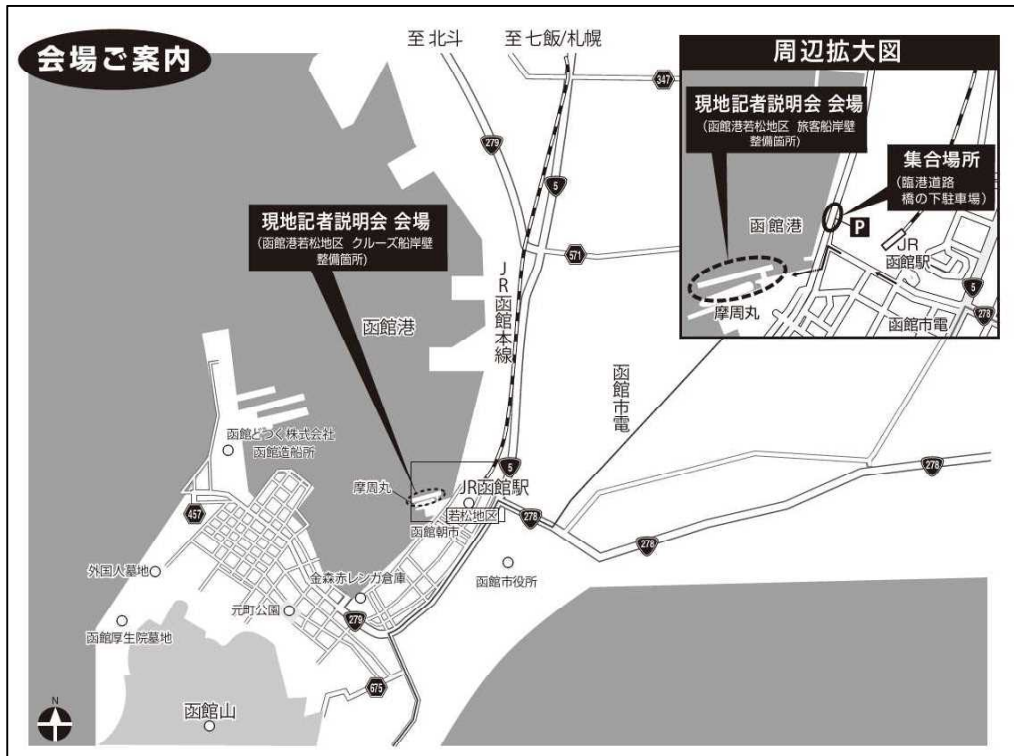 会場ご案内
至 北斗
至 七飯/札幌
347
279
5
571
現地記者説明会 会場
(函館港若松地区 クルーズ船岸壁
整備箇所)
函館港
JR函館本線
函館市電
函館どつく株式会社
函館造船所
摩周丸
5
JR函館駅
若松地区
函館朝市
278
278
278
457
外国人墓地
函館厚生院墓地
元町公園
金森赤レンガ倉庫
279
函館市役所
675
函館山
N
周辺拡大図
現地記者説明会 会場
(函館港若松地区 旅客船岸壁
整備箇所)
集合場所
(臨港道路
橋の下駐車場)
函館港
P
JR
函館駅
摩周丸
函館市電
5
278